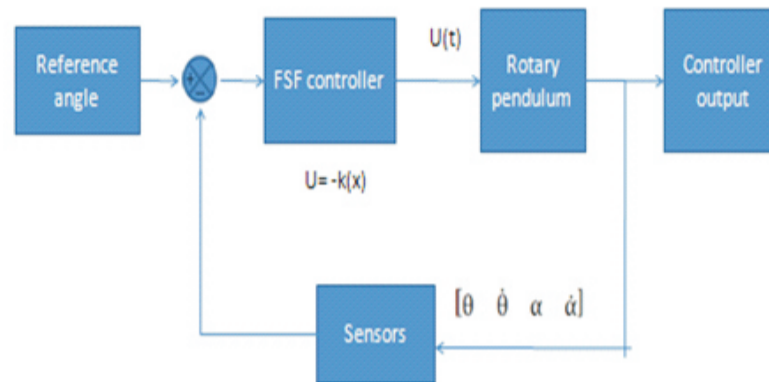 Reference
angle
+
−
FSF controller
U(t)
Rotary
pendulum
Controller
output
U= -k(x)
[θ θ̇ α α̇]
Sensors